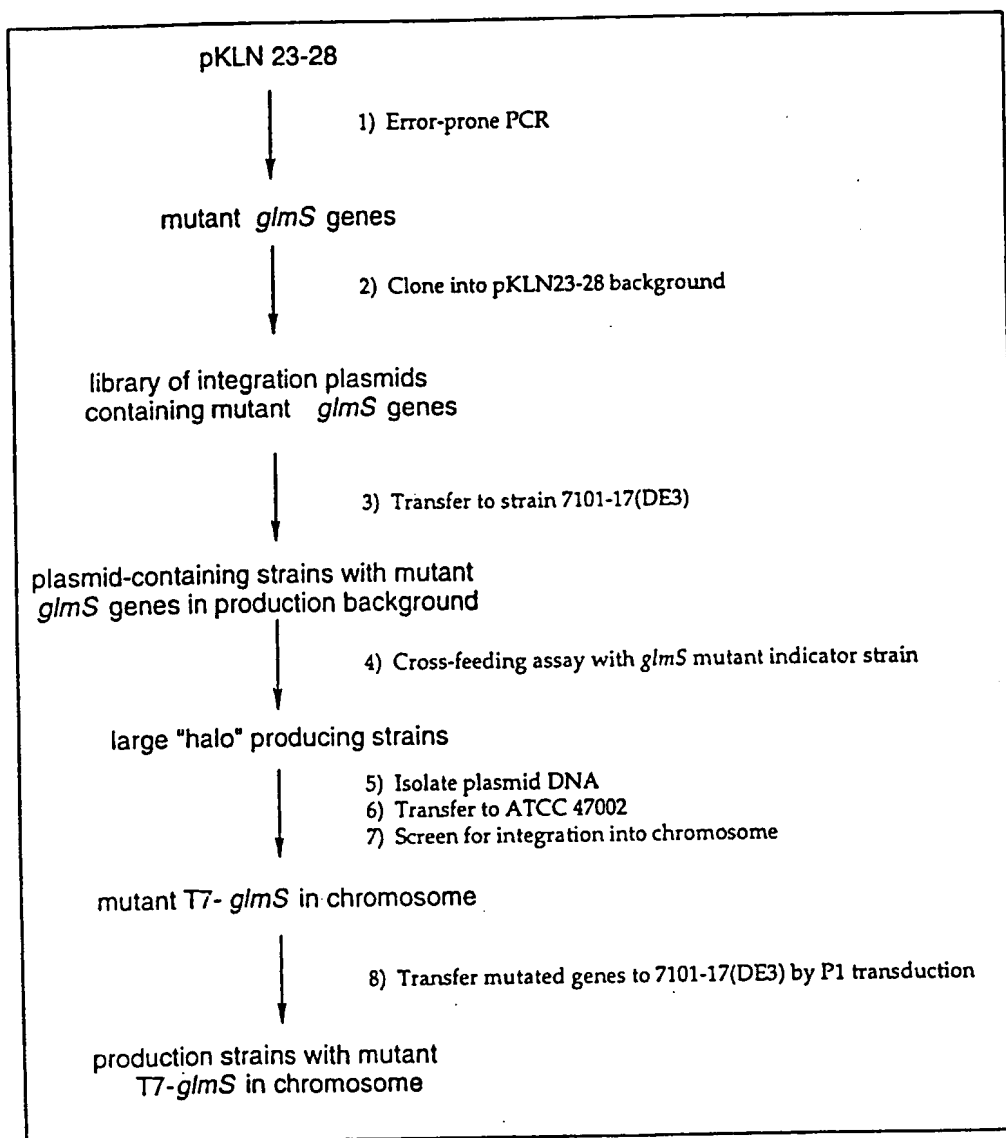 pKLN 23-28
1) Error-prone PCR
mutant glmS genes
2) Clone into pKLN23-28 background
library of integration plasmids
containing mutant glmS genes
3) Transfer to strain 7101-17(DE3)
plasmid-containing strains with mutant
glmS genes in production background
4) Cross-feeding assay with glmS mutant indicator strain
large "halo" producing strains
5) Isolate plasmid DNA
6) Transfer to ATCC 47002
7) Screen for integration into chromosome
mutant T7- glmS in chromosome
8) Transfer mutated genes to 7101-17(DE3) by P1 transduction
production strains with mutant
T7-glmS in chromosome